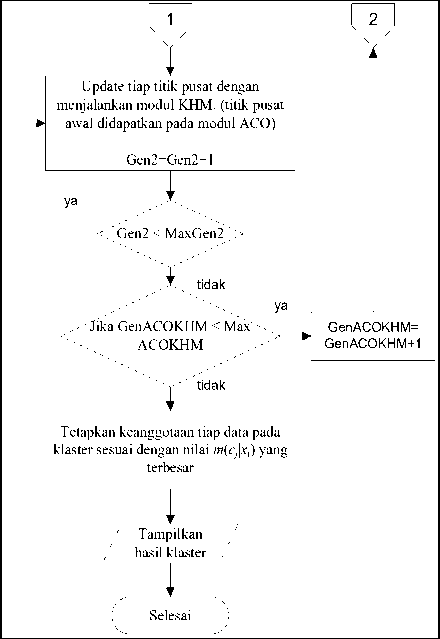 1
2
Update tiap titik pusat dengan
menjalankan modul KHM. (titik pusat
awal didapatkan pada modul ACO)
Gen2=Gen2-1
ya
Gen2 < MaxGen2
tidak
Jika GenACOKHM < Max
ACOKHM
ya
GenACOKHM=
GenACOKHM+1
tidak
Tetapkan keanggotaan tiap data pada
klaster sesuai dengan nilai m(cj|xi) yang
terbesar
Tampilkan
hasil klaster
Selesai